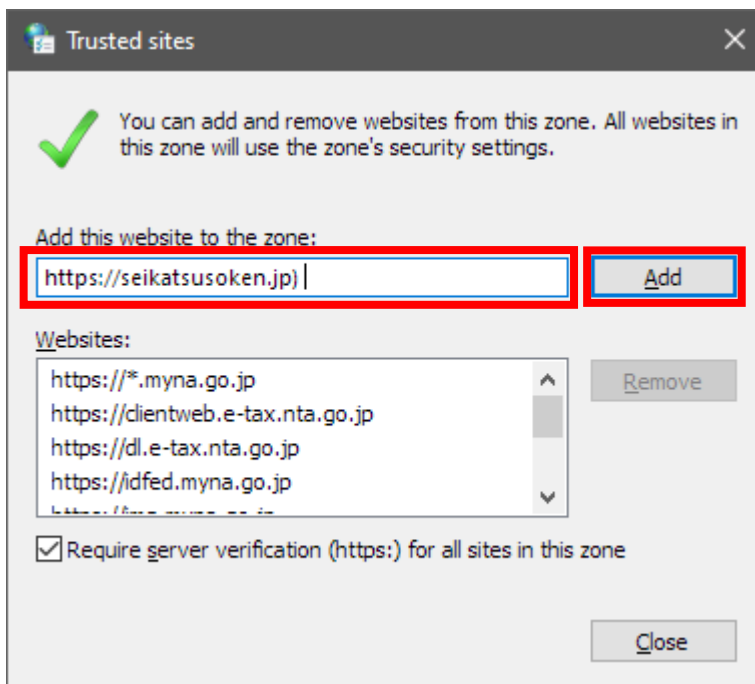 Trusted sites
You can add and remove websites from this zone. All websites in
this zone will use the zone's security settings.
Add this website to the zone:
https://seikatsusoken.jp)
Add
Websites:
https://*.myna.go.jp
https://clientweb.e-tax.nta.go.jp
https://dl.e-tax.nta.go.jp
https://idfed.myna.go.jp
Remove
Require server verification (https:) for all sites in this zone
Close